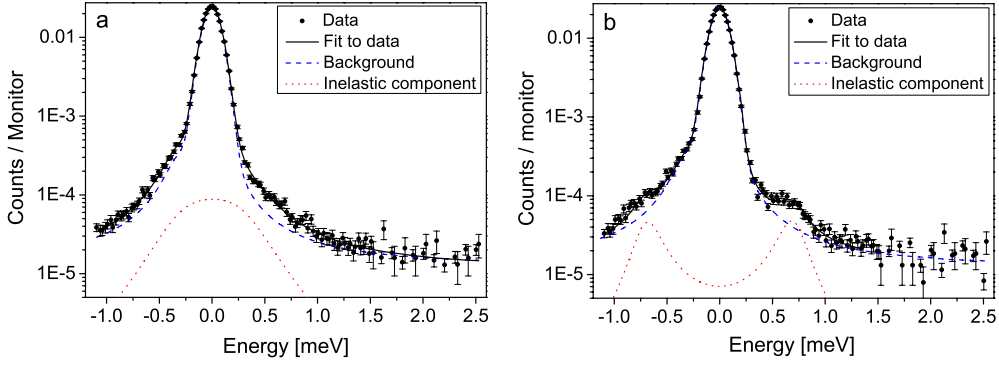 a
Data
Fit to data
Background
Inelastic component
0.01
1E-3
1E-4
1E-5
Counts / Monitor
-1.0 -0.5 0.0 0.5 1.0 1.5 2.0 2.5
Energy [meV]
b
Data
Fit to data
Background
Inelastic component
0.01
1E-3
1E-4
1E-5
Counts / monitor
-1.0 -0.5 0.0 0.5 1.0 1.5 2.0 2.5
Energy [meV]